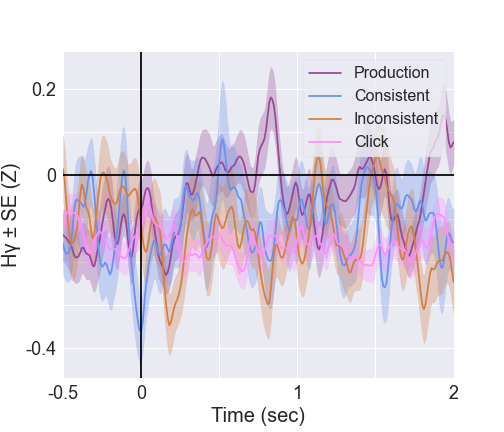 Production
Consistent
Inconsistent
Click
0.2
0
-0.4
Hγ ± SE (Z)
-0.5
0
1
2
Time (sec)